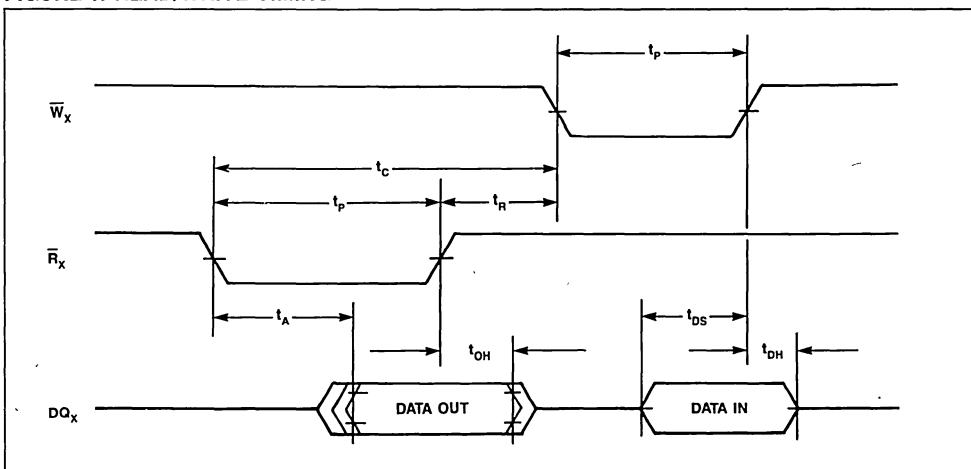 tP
W̅X
tC
tP
tR
R̅X
tA
tDS
tOH
tDH
DQX
DATA OUT
DATA IN